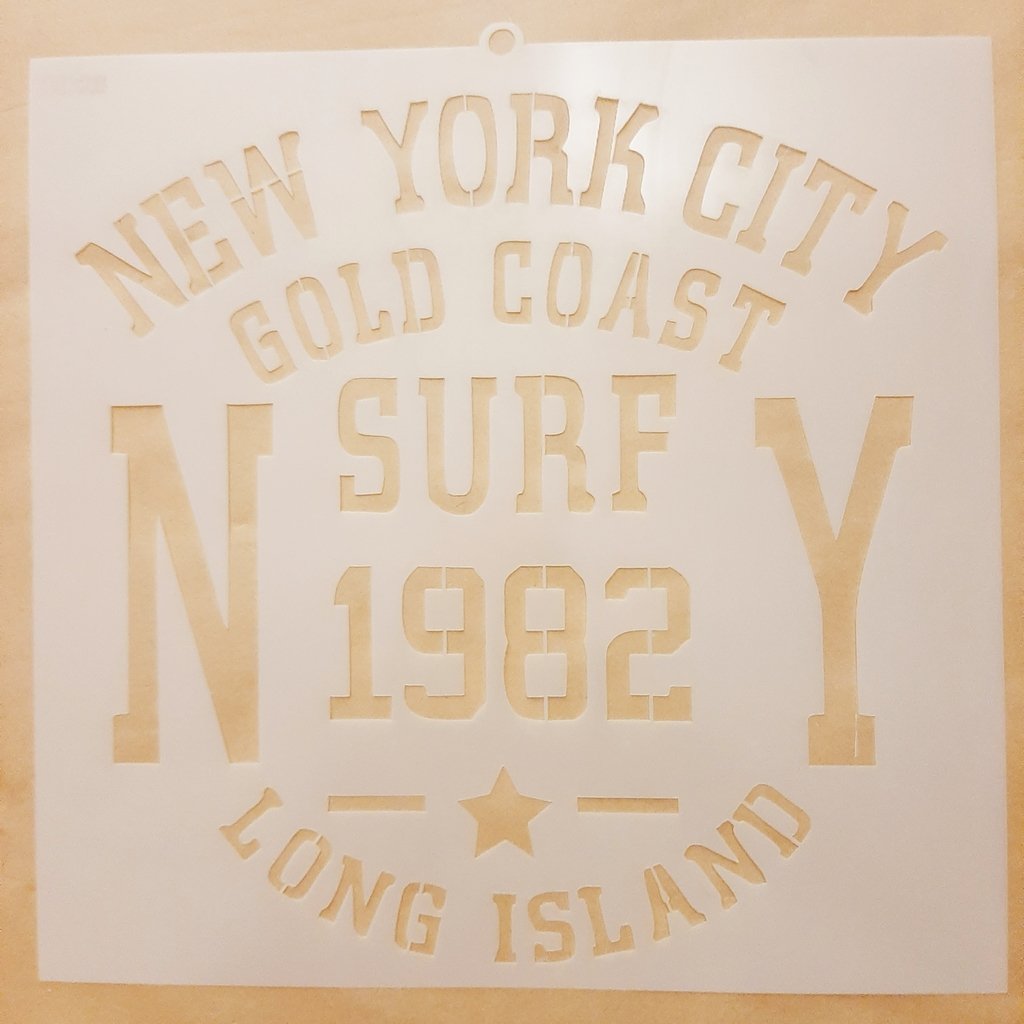 NEW YORK CITY
GOLD COAST
N SURF Y
1982
LONG ISLAND